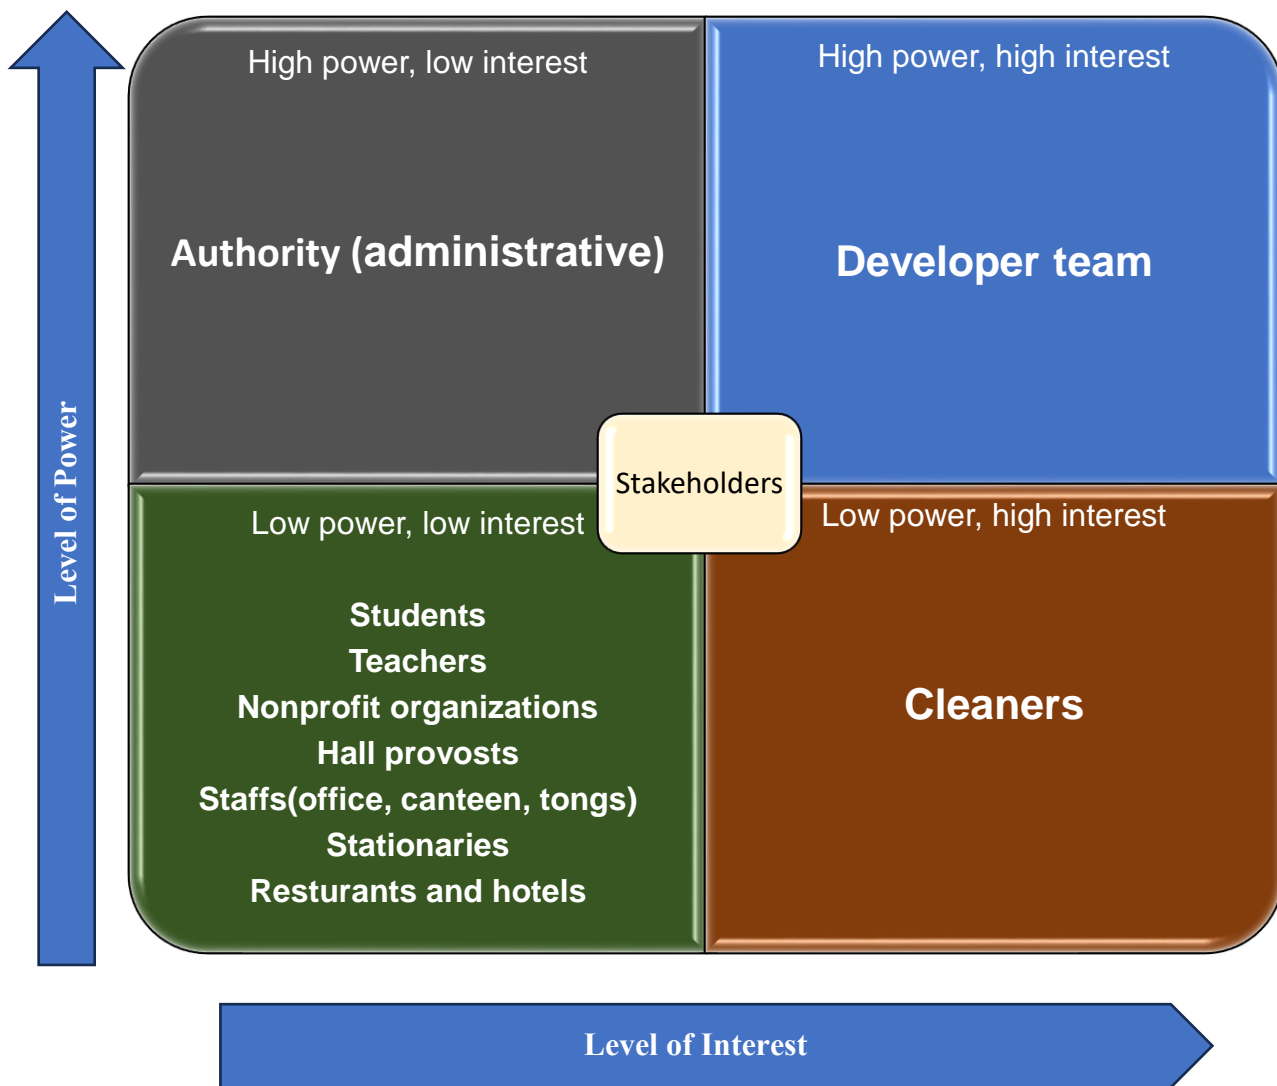 High power, low interest
Authority (administrative)
High power, high interest
Developer team
Stakeholders
Low power, low interest
Students
Teachers
Nonprofit organizations
Hall provosts
Staffs(office, canteen, tongs)
Stationaries
Resturants and hotels
Low power, high interest
Cleaners
Level of Power
Level of Interest